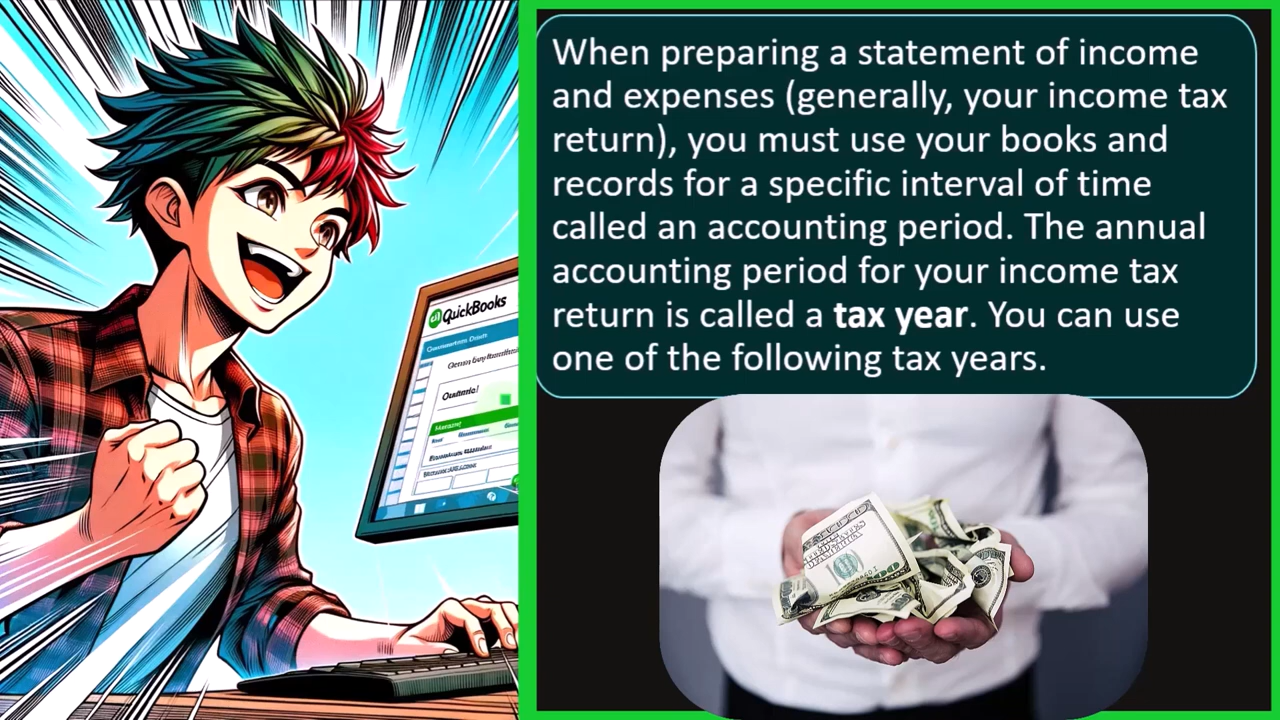 When preparing a statement of income
and expenses (generally, your income tax
return), you must use your books and
records for a specific interval of time
called an accounting period. The annual
accounting period for your income tax
return is called a tax year. You can use
one of the following tax years.
QuickBooks